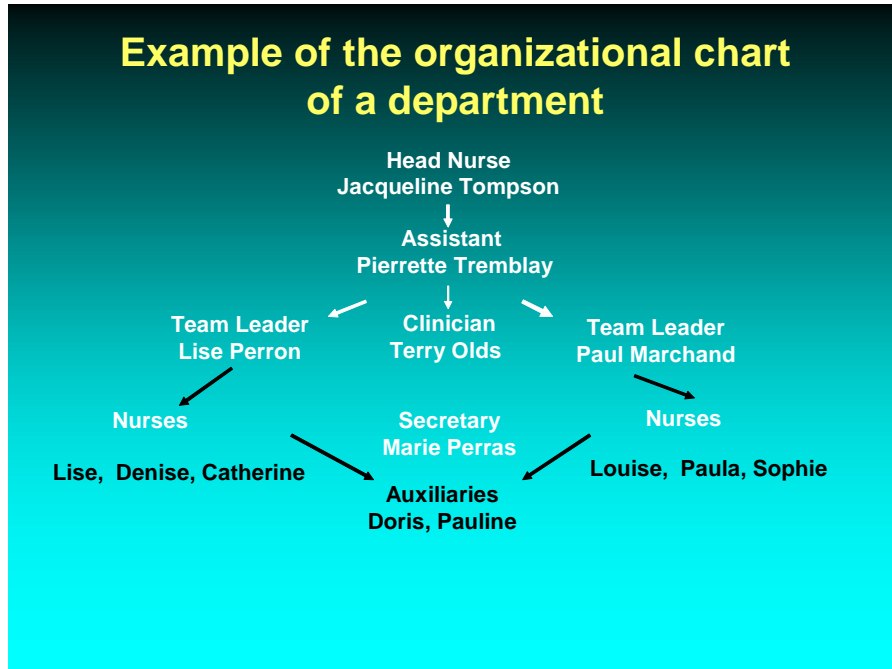 Example of the organizational chart
of a department
Head Nurse
Jacqueline Tompson
Assistant
Pierrette Tremblay
Team Leader
Lise Perron
Clinician
Terry Olds
Team Leader
Paul Marchand
Nurses
Lise, Denise, Catherine
Secretary
Marie Perras
Nurses
Louise, Paula, Sophie
Auxiliaries
Doris, Pauline